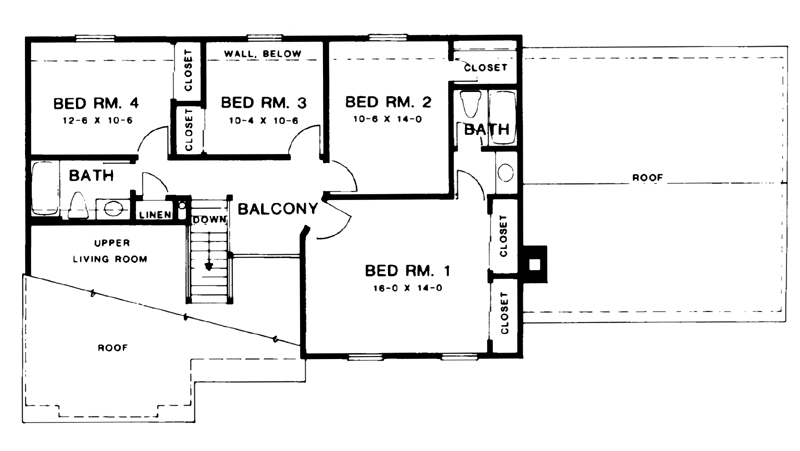 WALL, BELOW
CLOSET
CLOSET
CLOSET
BED RM. 4
12-6 X 10-6
BED RM. 3
10-4 X 10-6
BED RM. 2
10-6 X 14-0
BATH
BATH
ROOF
LINEN
DOWN
BALCONY
UPPER
LIVING ROOM
CLOSET
BED RM. 1
16-0 X 14-0
CLOSET
ROOF